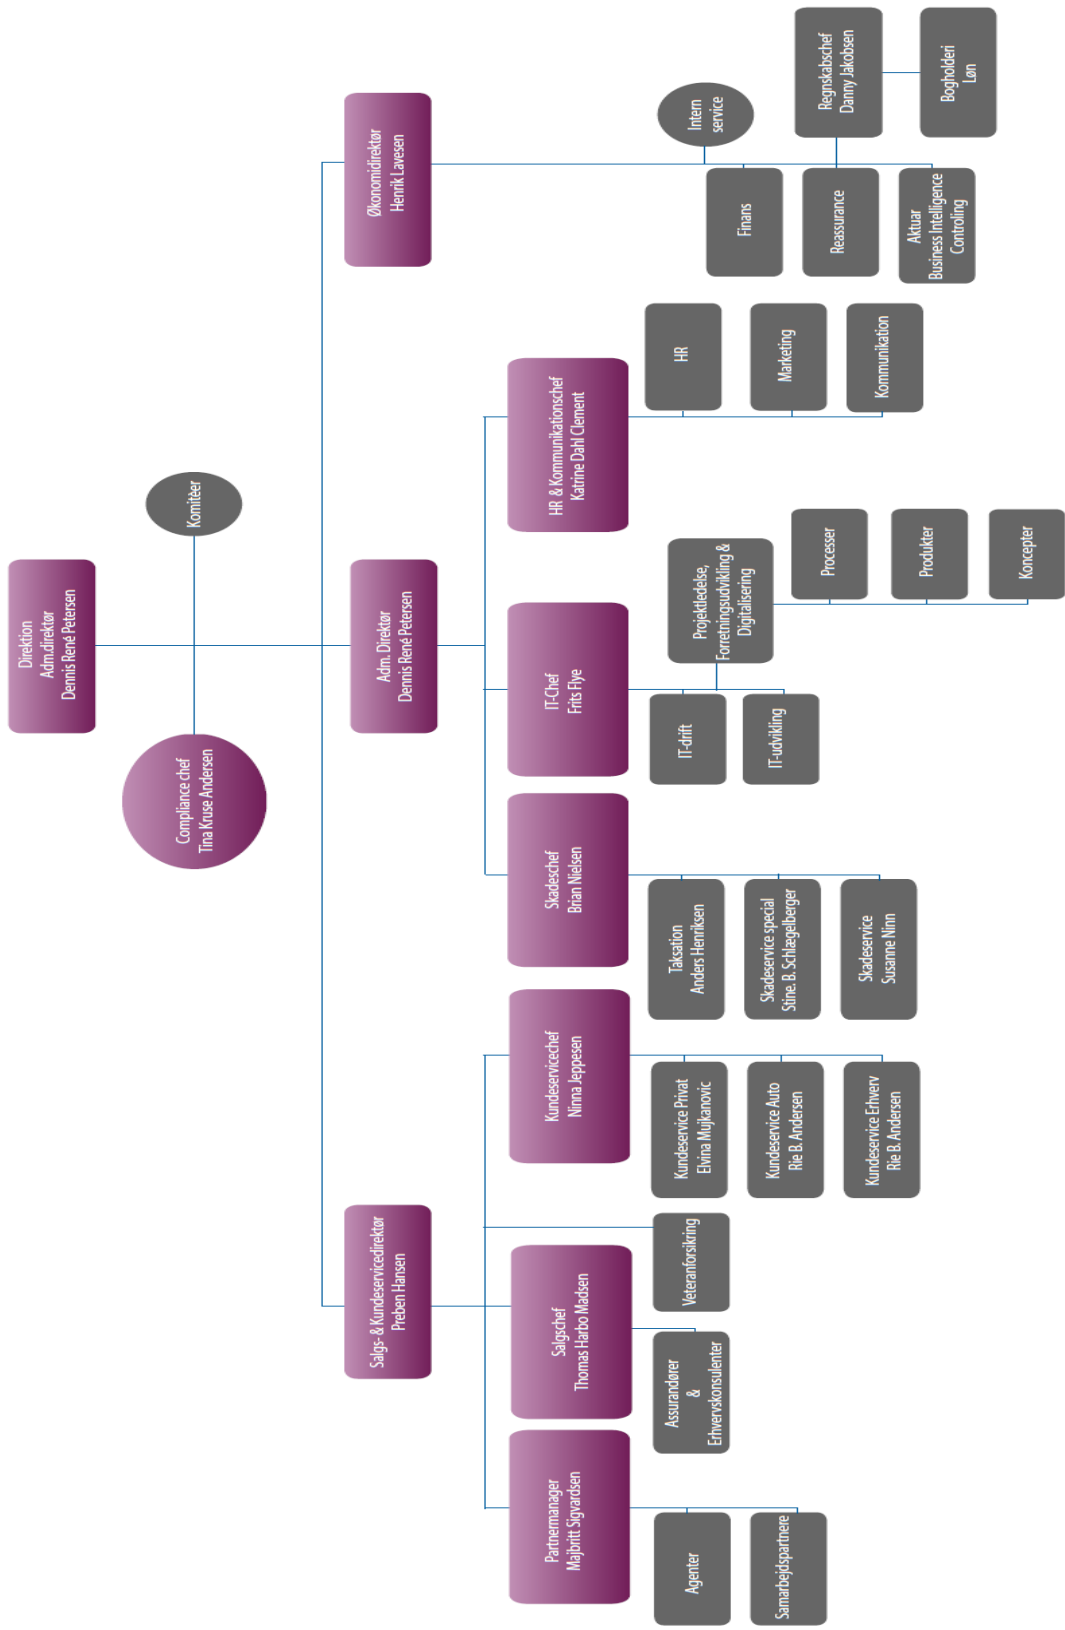 Direktion
Adm.direktør
Dennis René Petersen
Compliance chef
Tina Kruse Andersen
Komitèer
Salgs- & Kundeservicedirektør
Preben Hansen
Adm. Direktør
Dennis René Petersen
Økonomidirektør
Henrik Lavesen
Partnermanager
Majbritt Sigvardsen
Salgschef
Thomas Harbo Madsen
Kundeservicechef
Ninna Jeppesen
Skadeschef
Brian Nielsen
IT-Chef
Frits Flye
HR & Kommunikationschef
Katrine Dahl Clement
Agenter
Samarbejdspartnere
Assurandører
&
Erhvervskonsulenter
Veteranforsikring
Kundeservice Privat
Elvina Mujkanovic
Kundeservice Auto
Rie B. Andersen
Kundeservice Erhverv
Rie B. Andersen
Taksation
Anders Henriksen
Skadeservice special
Stine. B. Schlægelberger
Skadeservice
Susanne Ninn
IT-drift
IT-udvikling
Projektledelse,
Forretningsudvikling &
Digitalisering
Processer
Produkter
Koncepter
HR
Marketing
Kommunikation
Intern
service
Finans
Reassurance
Aktuar
Business Intelligence
Controling
Regnskabschef
Danny Jakobsen
Bogholderi
Løn